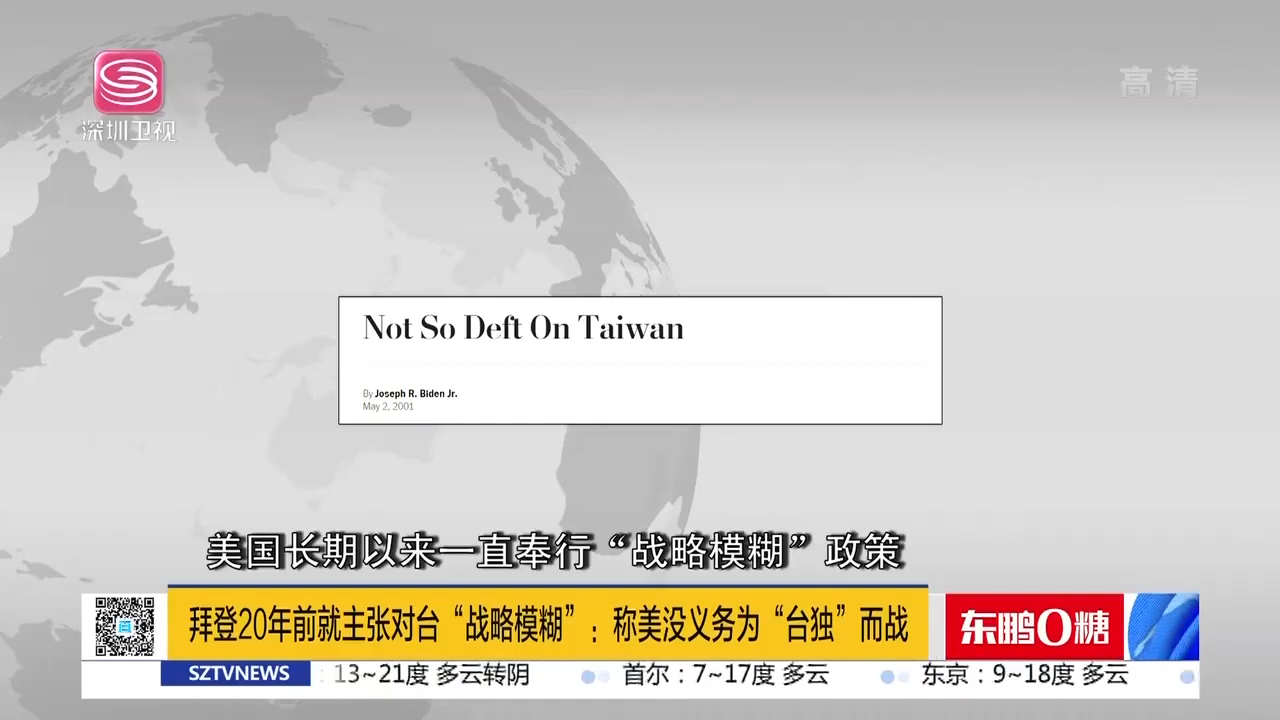 深圳卫视
高清
Not So Deft On Taiwan
By Joseph R. Biden Jr.
May 2, 2001
美国长期以来一直奉行“战略模糊”政策
拜登20年前就主张对台“战略模糊”：称美没义务为“台独”而战
东鹏0糖
SZTVNEWS
：13~21度 多云转阴 首尔：7~17度 多云 东京：9~18度 多云